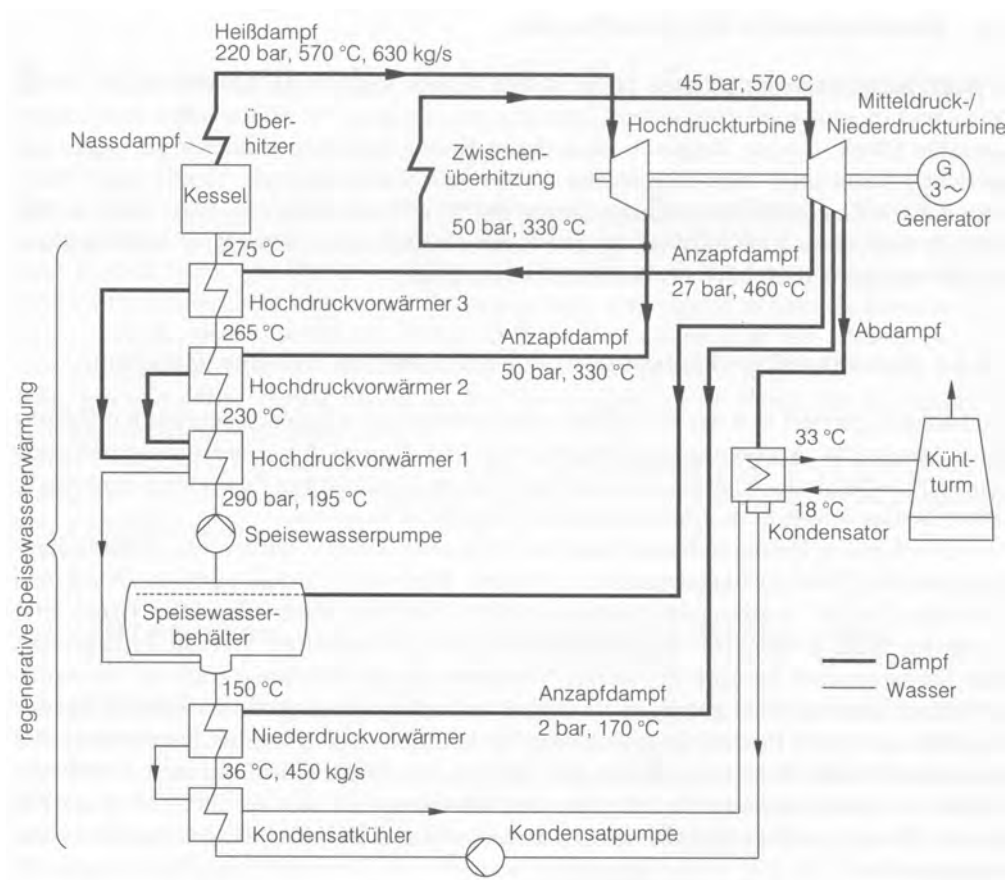 Heißdampf
220 bar, 570 °C, 630 kg/s
45 bar, 570 °C
Mitteldruck-/
Niederdruckturbine
Hochdruckturbine
Nassdampf
Über-
hitzer
Zwischen-
überhitzung
G
3~
Kessel
Generator
50 bar, 330 °C
275 °C
Anzapfdampf
27 bar, 460 °C
Hochdruckvorwärmer 3
265 °C
Anzapfdampf
50 bar, 330 °C
Abdampf
Hochdruckvorwärmer 2
230 °C
Hochdruckvorwärmer 1
33 °C
Kühl-
turm
18 °C
290 bar, 195 °C
Kondensator
Speisewasserpumpe
regenerative Speisewassererwärmung
Speisewasser-
behälter
Dampf
Wasser
150 °C
Anzapfdampf
2 bar, 170 °C
Niederdruckvorwärmer
36 °C, 450 kg/s
Kondensatkühler
Kondensatpumpe